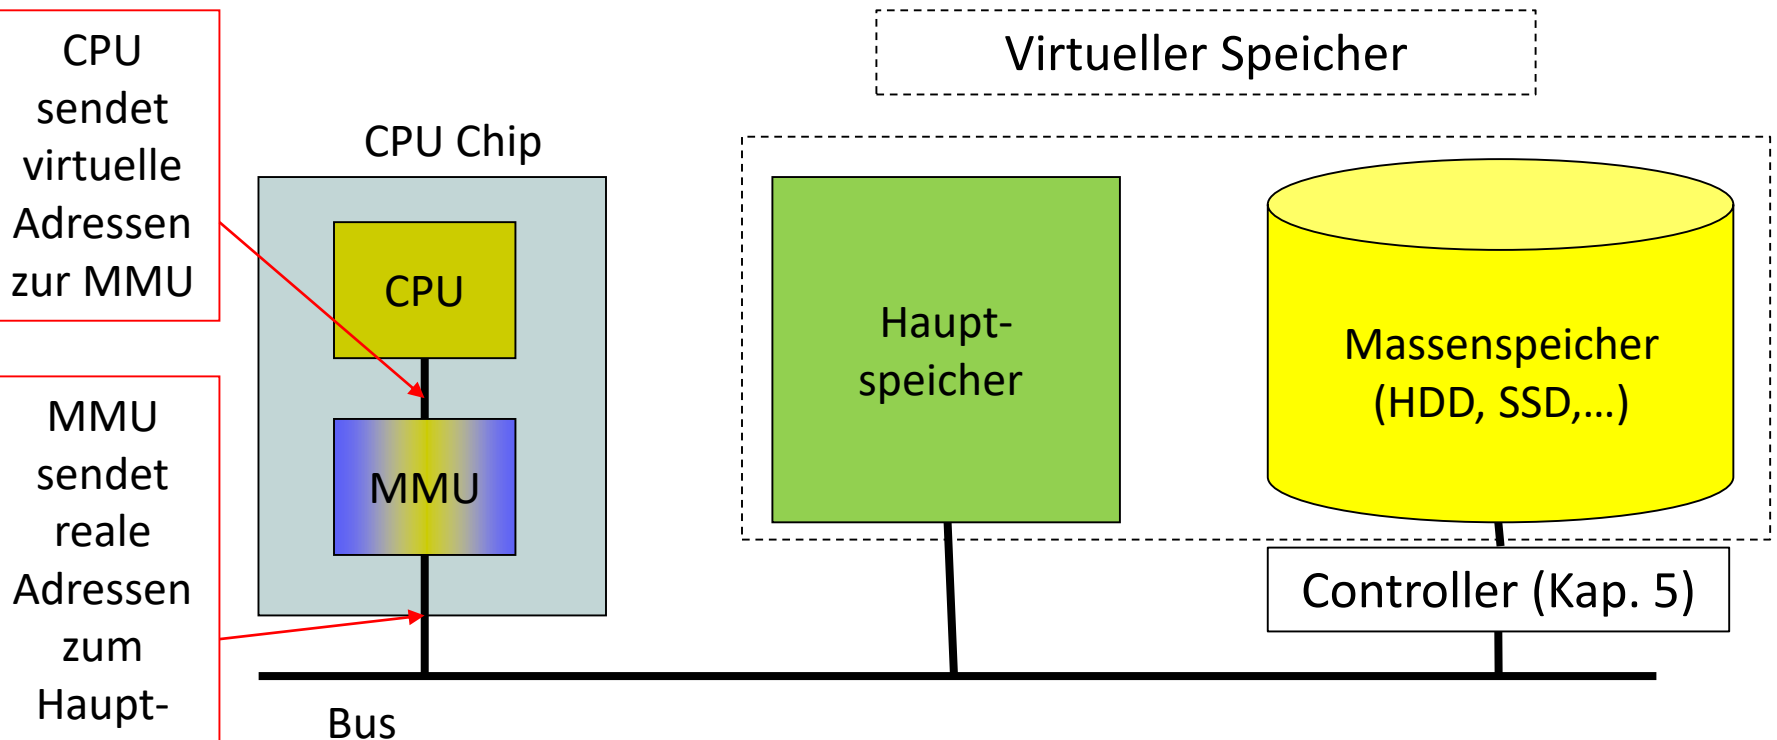 CPU
sendet
virtuelle
Adressen
zur MMU
MMU
sendet
reale
Adressen
zum
Haupt-
CPU Chip
CPU
MMU
Bus
Virtueller Speicher
Haupt-
speicher
Massenspeicher
(HDD, SSD,...)
Controller (Kap. 5)